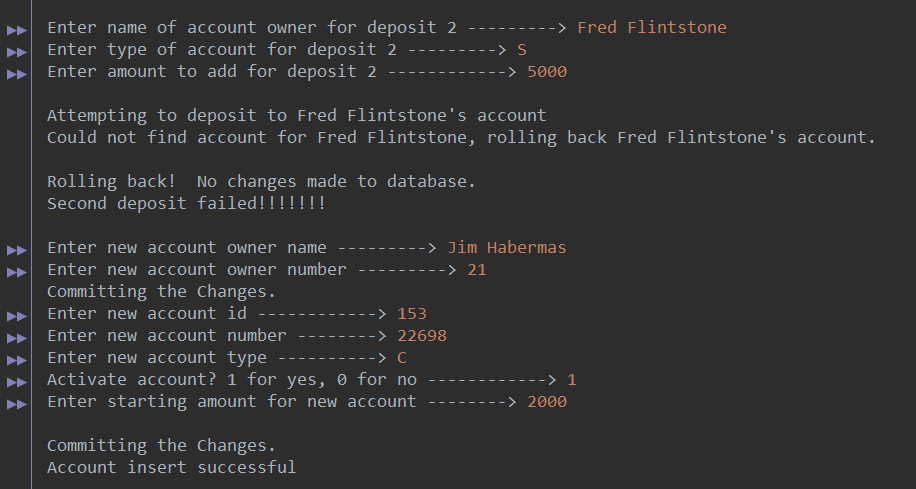 Enter name of account owner for deposit 2 ---------> Fred Flintstone
Enter type of account for deposit 2 ---------> S
Enter amount to add for deposit 2 ------------> 5000
Attempting to deposit to Fred Flintstone's account
Could not find account for Fred Flintstone, rolling back Fred Flintstone's account.
Rolling back!  No changes made to database.
Second deposit failed!!!!!!!
Enter new account owner name ---------> Jim Habermas
Enter new account owner number ---------> 21
Committing the Changes.
Enter new account id ------------> 153
Enter new account number --------> 22698
Enter new account type ----------> C
Activate account? 1 for yes, 0 for no ------------> 1
Enter starting amount for new account --------> 2000
Committing the Changes.
Account insert successful